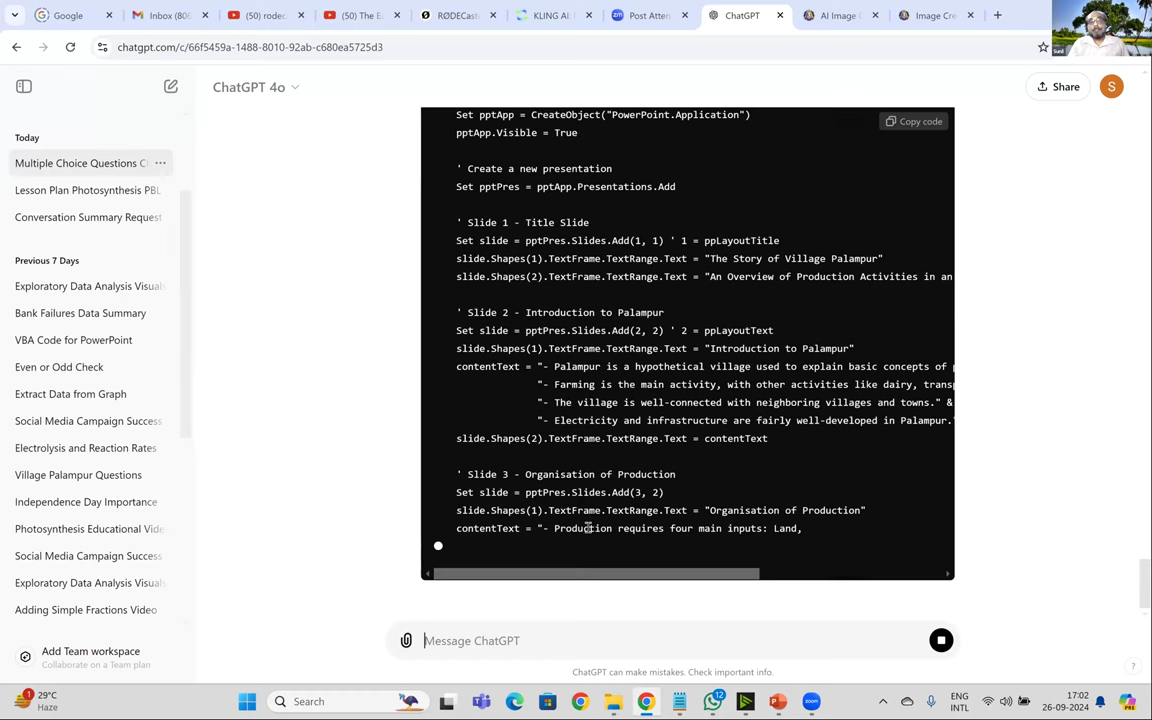 Google
Inbox (806
(50) rodec
(50) The E
RØDECast
KLING AI:
Post Atten
ChatGPT
AI Image
Image Cre
chatgpt.com/c/66f5459a-1488-8010-92ab-c680ea5725d3
Sunil
ChatGPT 4o
Share
S
Today
Multiple Choice Questions C
Lesson Plan Photosynthesis PBL
Conversation Summary Request
Previous 7 Days
Exploratory Data Analysis Visuals
Bank Failures Data Summary
VBA Code for PowerPoint
Even or Odd Check
Extract Data from Graph
Social Media Campaign Success
Electrolysis and Reaction Rates
Village Palampur Questions
Independence Day Importance
Photosynthesis Educational Vide
Social Media Campaign Success
Exploratory Data Analysis Visuals
Adding Simple Fractions Video
Add Team workspace
Collaborate on a Team plan
Copy code
Set pptApp = CreateObject("PowerPoint.Application")
pptApp.Visible = True
' Create a new presentation
Set pptPres = pptApp.Presentations.Add
' Slide 1 - Title Slide
Set slide = pptPres.Slides.Add(1, 1) ' 1 = ppLayoutTitle
slide.Shapes(1).TextFrame.TextRange.Text = "The Story of Village Palampur"
slide.Shapes(2).TextFrame.TextRange.Text = "An Overview of Production Activities in an
' Slide 2 - Introduction to Palampur
Set slide = pptPres.Slides.Add(2, 2) ' 2 = ppLayoutText
slide.Shapes(1).TextFrame.TextRange.Text = "Introduction to Palampur"
contentText = "- Palampur is a hypothetical village used to explain basic concepts of
"- Farming is the main activity, with other activities like dairy, transp
"- The village is well-connected with neighboring villages and towns." &
"- Electricity and infrastructure are fairly well-developed in Palampur."
slide.Shapes(2).TextFrame.TextRange.Text = contentText
' Slide 3 - Organisation of Production
Set slide = pptPres.Slides.Add(3, 2)
slide.Shapes(1).TextFrame.TextRange.Text = "Organisation of Production"
contentText = "- Production requires four main inputs: Land,
Message ChatGPT
ChatGPT can make mistakes. Check important info.
?
1
29°C
Haze
Search
12
ENG
INTL
17:02
26-09-2024